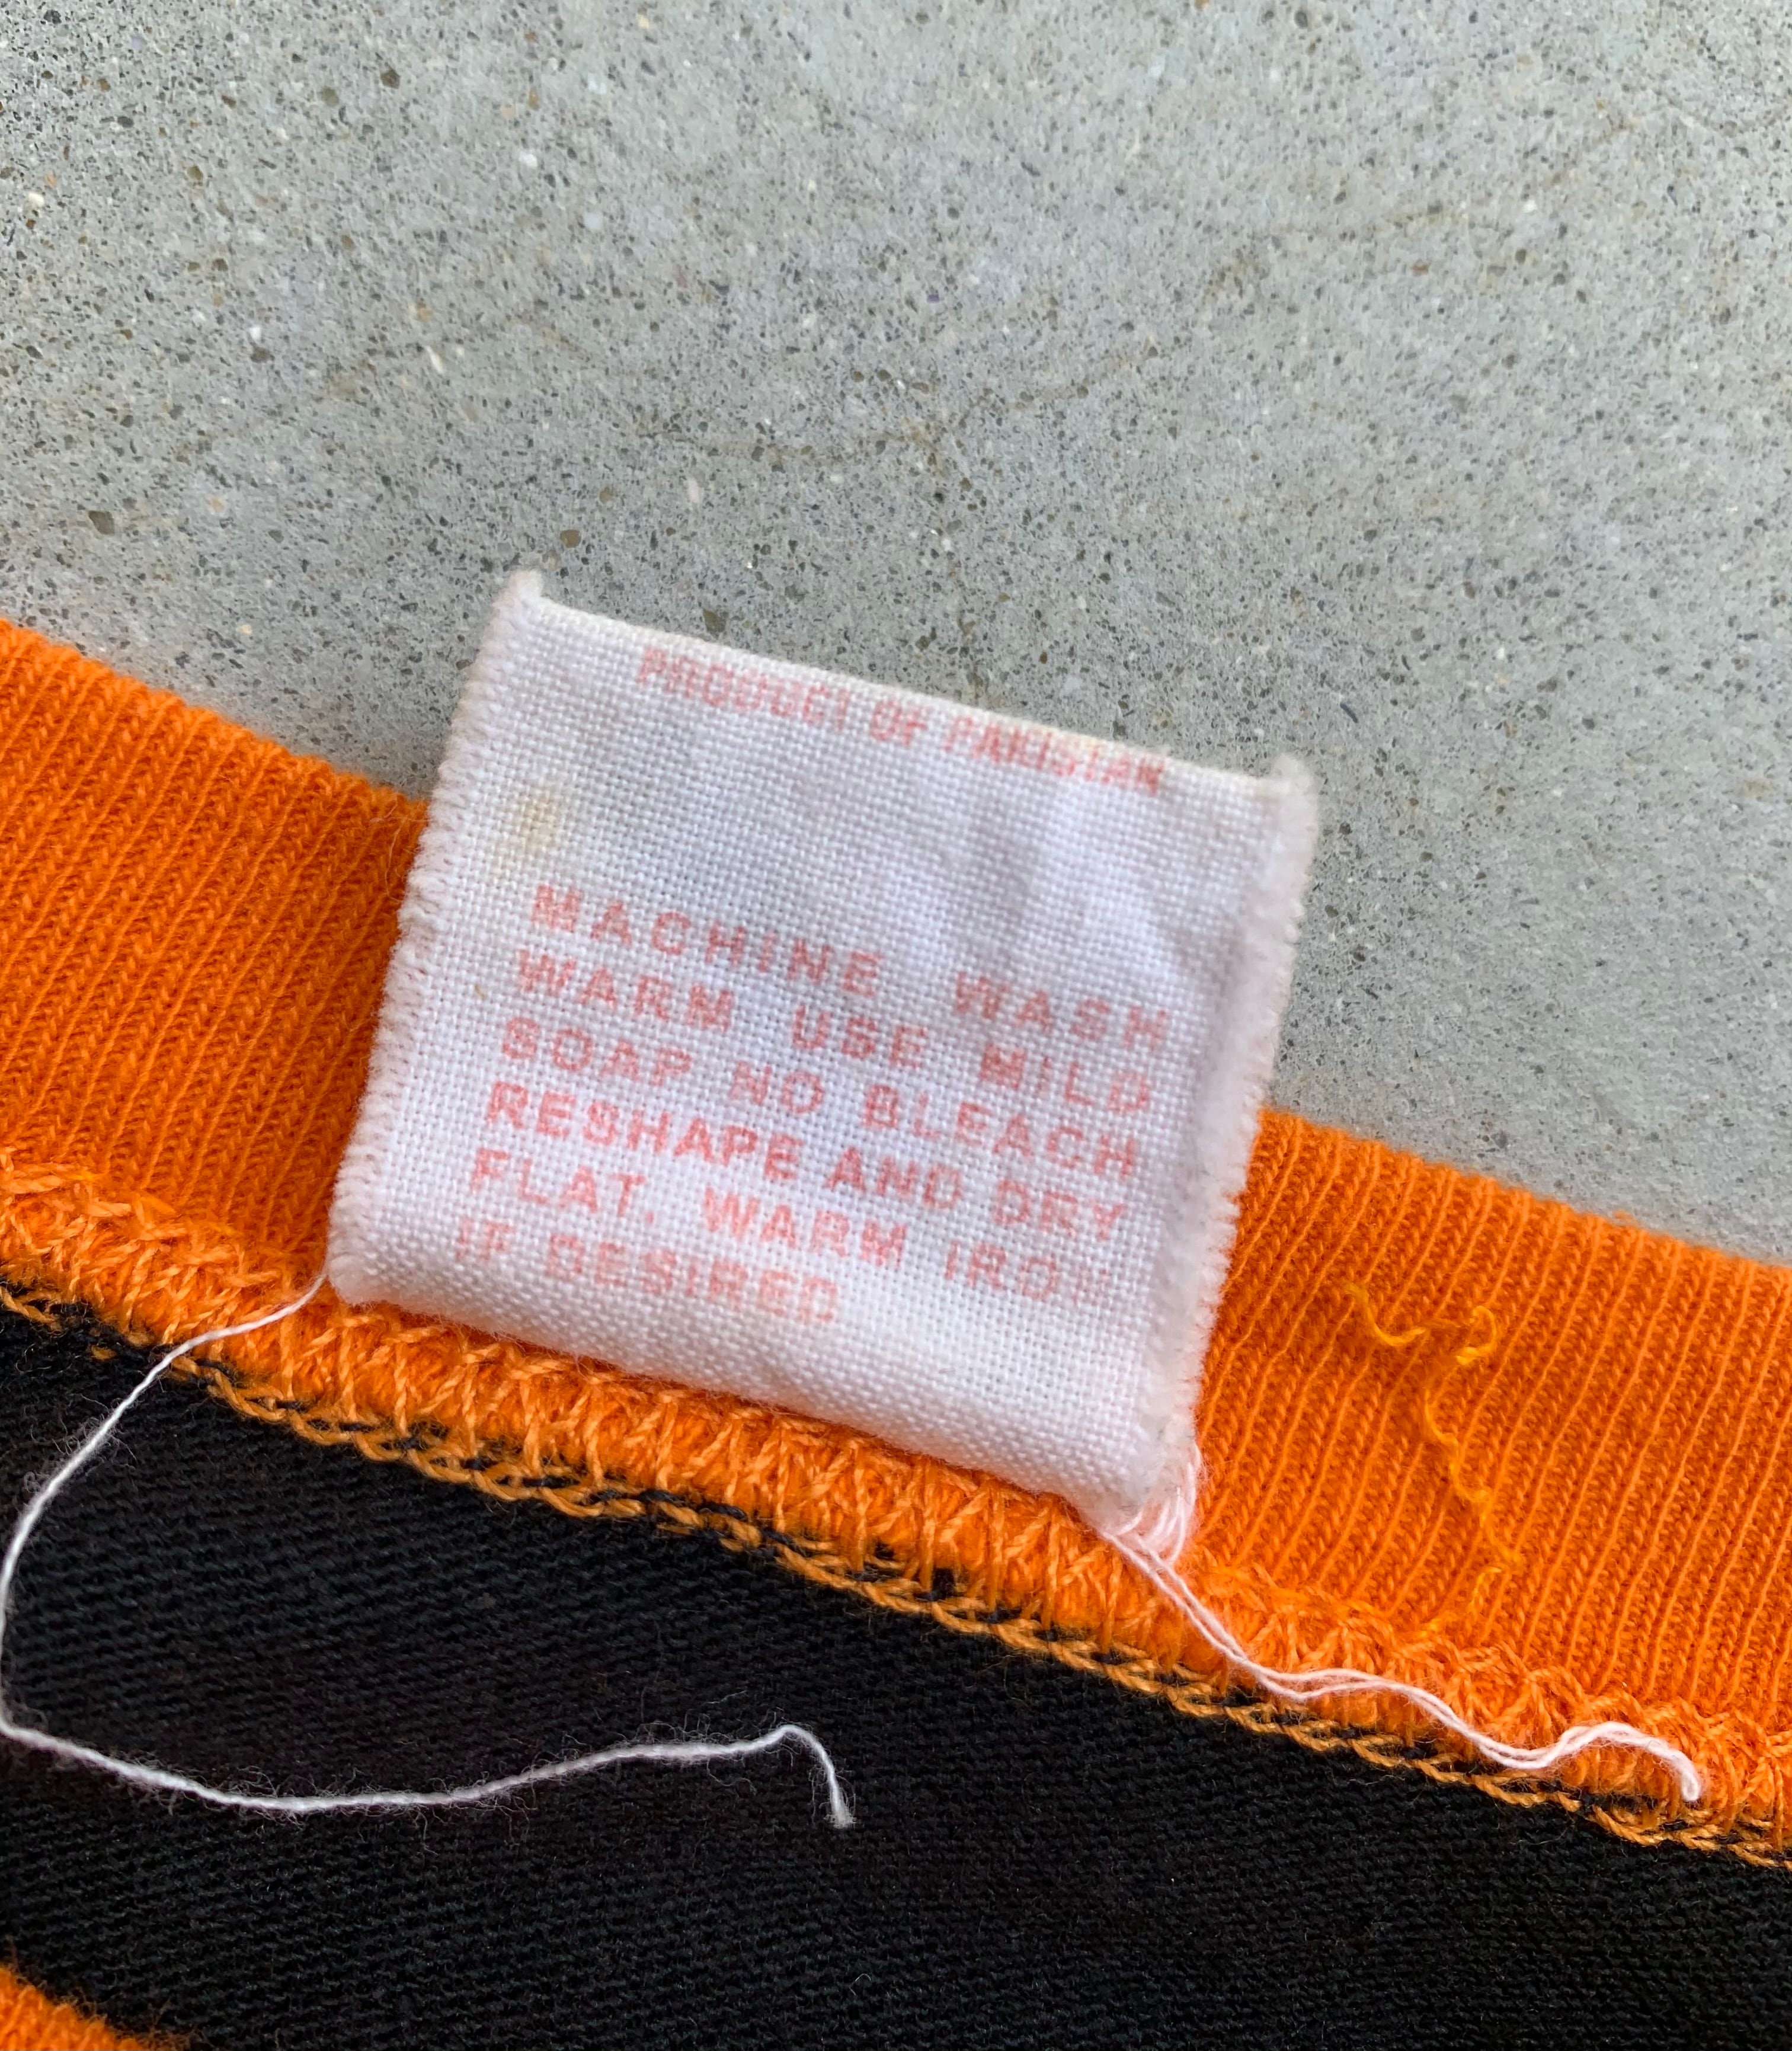 PRODUCT OF PAKISTAN
MACHINE WASH
WARM USE MILD
SOAP NO BLEACH
RESHAPE AND DRY
FLAT. WARM IRON
IF DESIRED